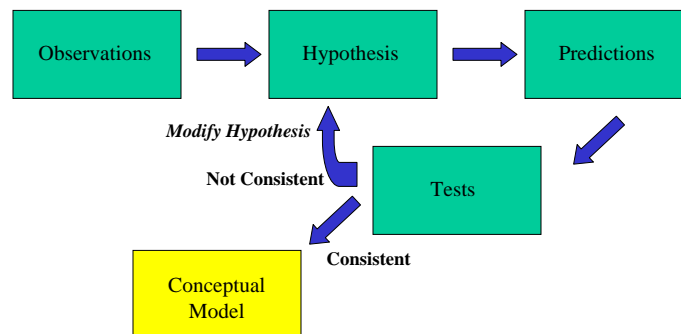 Observations
Hypothesis
Predictions
Modify Hypothesis
Not Consistent
Tests
Consistent
Conceptual
Model